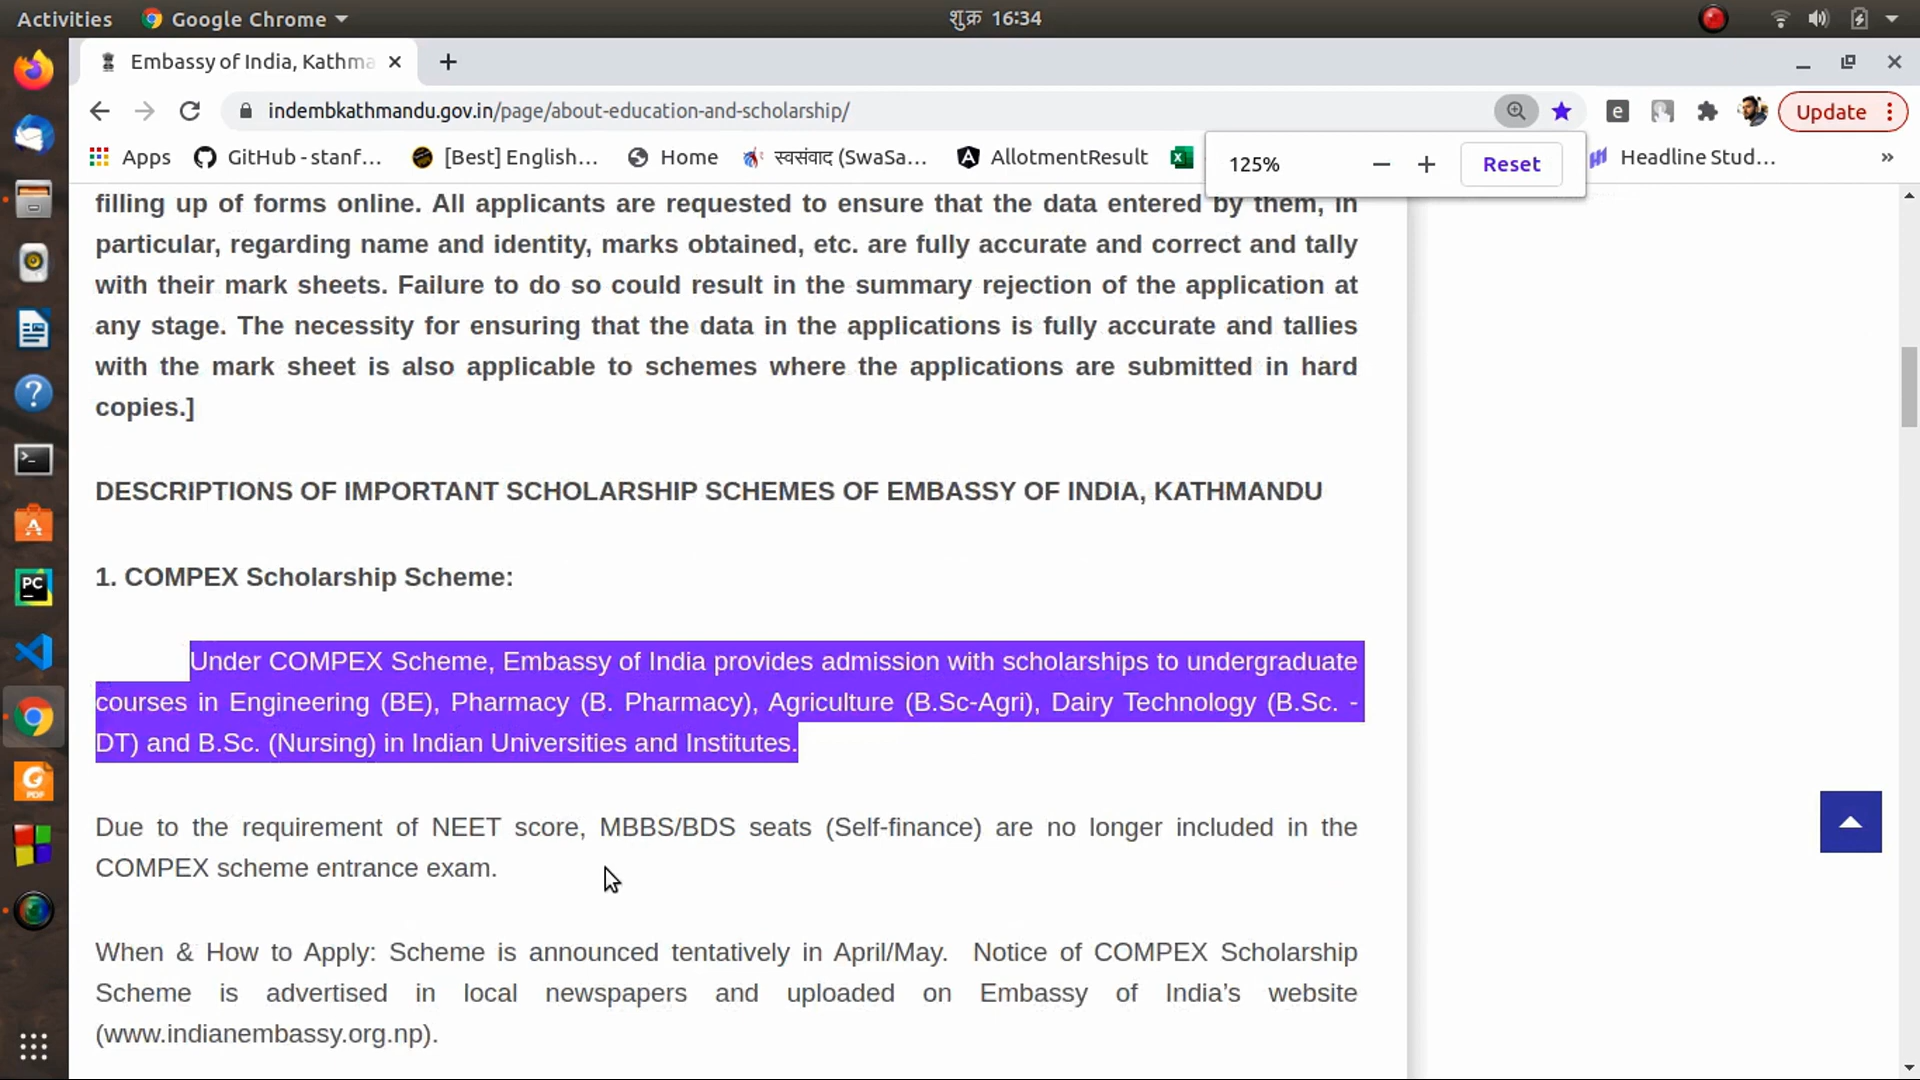 Activities Google Chrome शुक्र 16:34
Embassy of India, Kathma
indembkathmandu.gov.in/page/about-education-and-scholarship/ Update
Apps GitHub - stanf... [Best] English... Home स्वसंवाद (SwaSa... AllotmentResult 125% Reset Headline Stud... »
filling up of forms online. All applicants are requested to ensure that the data entered by them, in
particular, regarding name and identity, marks obtained, etc. are fully accurate and correct and tally
with their mark sheets. Failure to do so could result in the summary rejection of the application at
any stage. The necessity for ensuring that the data in the applications is fully accurate and tallies
with the mark sheet is also applicable to schemes where the applications are submitted in hard
copies.]
DESCRIPTIONS OF IMPORTANT SCHOLARSHIP SCHEMES OF EMBASSY OF INDIA, KATHMANDU
1. COMPEX Scholarship Scheme:
Under COMPEX Scheme, Embassy of India provides admission with scholarships to undergraduate
courses in Engineering (BE), Pharmacy (B. Pharmacy), Agriculture (B.Sc-Agri), Dairy Technology (B.Sc. -
DT) and B.Sc. (Nursing) in Indian Universities and Institutes.
Due to the requirement of NEET score, MBBS/BDS seats (Self-finance) are no longer included in the
COMPEX scheme entrance exam.
When & How to Apply: Scheme is announced tentatively in April/May. Notice of COMPEX Scholarship
Scheme is advertised in local newspapers and uploaded on Embassy of India’s website
(www.indianembassy.org.np).